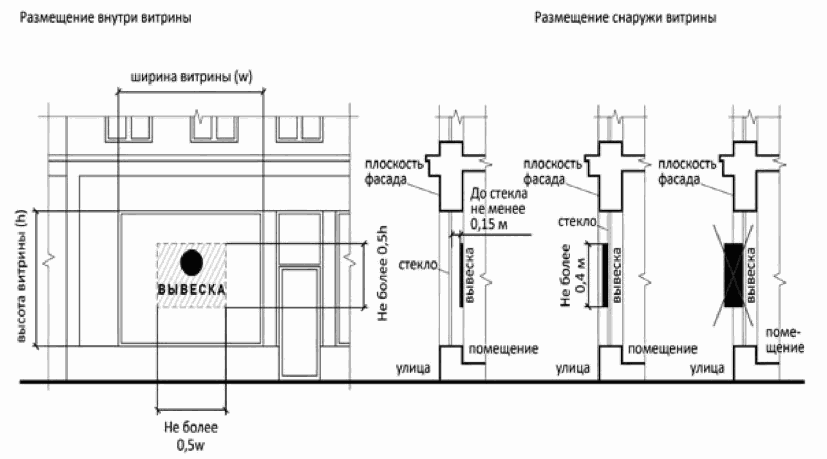 Размещение внутри витрины
Размещение снаружи витрины
ширина витрины (w)
высота витрины (h)
ВЫВЕСКА
Не более 0,5h
Не более
0,5w
плоскость
фасада
До стекла
не менее
0,15 м
стекло
вывеска
улица
помещение
плоскость
фасада
стекло
Не более
0,4 м
вывеска
улица
помещение
плоскость
фасада
вывеска
поме-
щение
улица